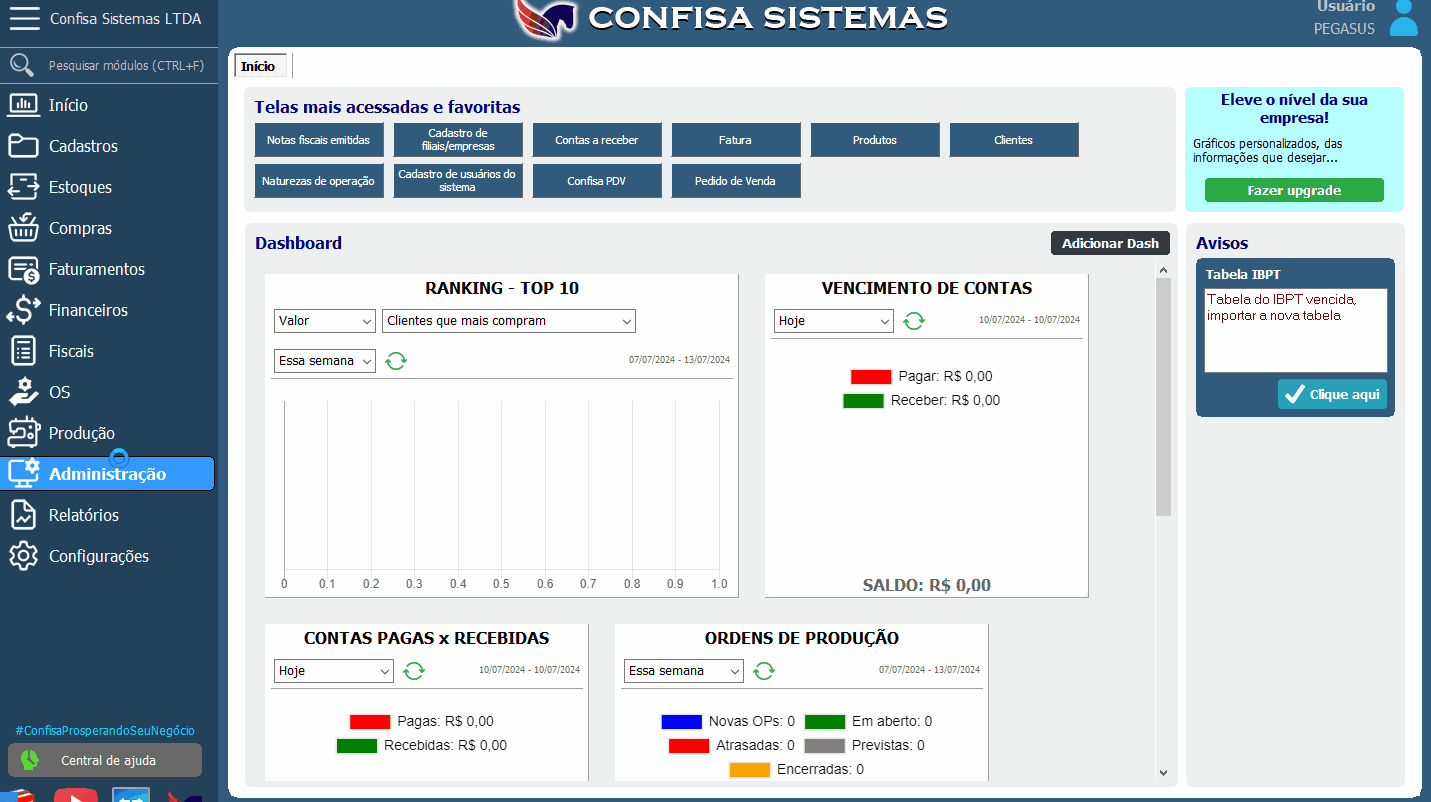 Confisa Sistemas LTDA
Pesquisar módulos (CTRL+F)
Início
Cadastros
Estoques
Compras
Faturamentos
Financeiros
Fiscais
OS
Produção
Administração
Relatórios
Configurações
#ConfisaProsperandoSeuNegócio
Central de ajuda
CONFISA SISTEMAS
Usuário
PEGASUS
Início
Telas mais acessadas e favoritas
Notas fiscais emitidas
Cadastro de
filiais/empresas
Contas a receber
Fatura
Produtos
Clientes
Naturezas de operação
Cadastro de usuários do
sistema
Confisa PDV
Pedido de Venda
Eleve o nível da sua
empresa!
Gráficos personalizados, das
informações que desejar...
Fazer upgrade
Dashboard
Adicionar Dash
RANKING - TOP 10
Valor
Clientes que mais compram
Essa semana
07/07/2024 - 13/07/2024
0 0.1 0.2 0.3 0.4 0.5 0.6 0.7 0.8 0.9 1.0
VENCIMENTO DE CONTAS
Hoje
10/07/2024 - 10/07/2024
Pagar: R$ 0,00
Receber: R$ 0,00
SALDO: R$ 0,00
CONTAS PAGAS x RECEBIDAS
Hoje
10/07/2024 - 10/07/2024
Pagas: R$ 0,00
Recebidas: R$ 0,00
ORDENS DE PRODUÇÃO
Essa semana
07/07/2024 - 13/07/2024
Novas OPs: 0
Em aberto: 0
Atrasadas: 0
Previstas: 0
Encerradas: 0
Avisos
Tabela IBPT
Tabela do IBPT vencida,
importar a nova tabela
Clique aqui